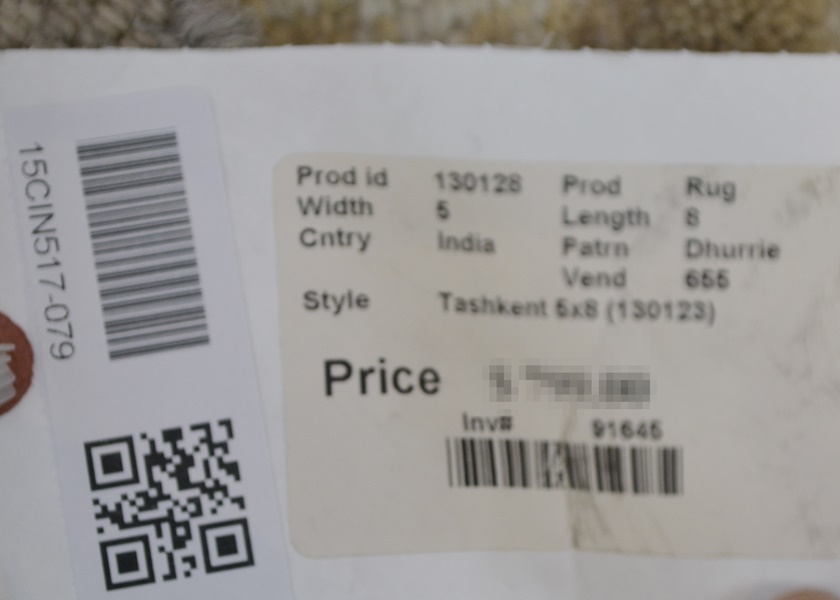 15CIN517-079
Prod id 130128 Prod Rug
Width 5 Length 8
Cntry India Patrn Dhurrie
Vend 655
Style Tashkent 5x8 (130123)
Price
Inv# 91645